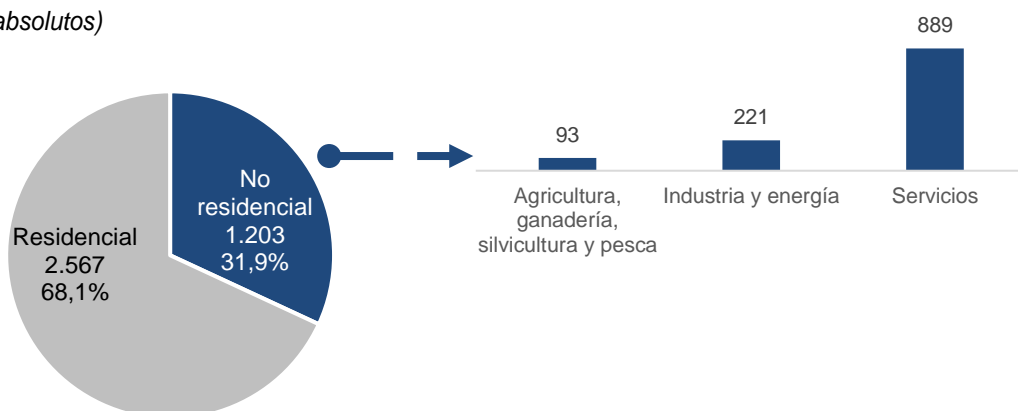 absolutos)
889
221
93
Agricultura,
ganadería,
silvicultura y pesca
Industria y energía
Servicios
No
residencial
1.203
31,9%
Residencial
2.567
68,1%